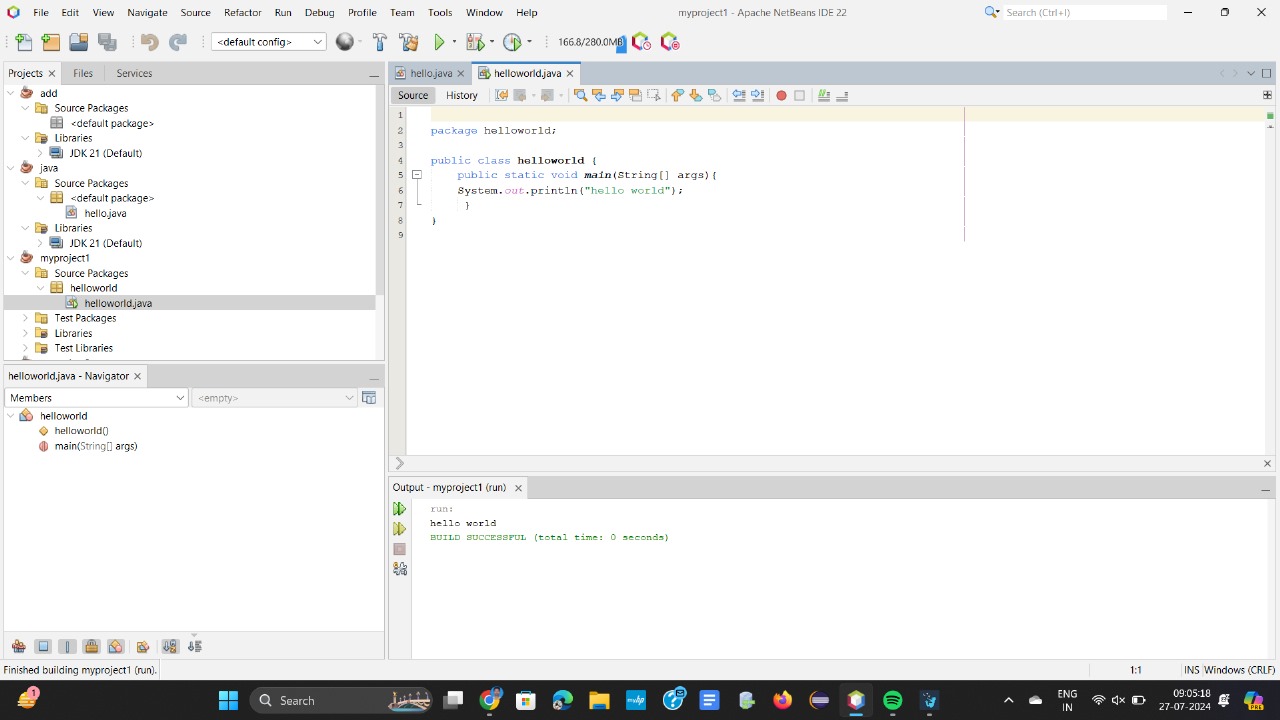 File Edit View Navigate Source Refactor Run Debug Profile Team Tools Window Help
myproject1 - Apache NetBeans IDE 22
Search (Ctrl+I)
<default config>
166.8/280.0MB
Projects Files Services
add
Source Packages
<default package>
Libraries
JDK 21 (Default)
java
Source Packages
<default package>
hello.java
Libraries
JDK 21 (Default)
myproject1
Source Packages
helloworld
helloworld.java
Test Packages
Libraries
Test Libraries
helloworld.java - Navigator
Members
<empty>
helloworld
helloworld()
main(String[] args)
hello.java helloworld.java
Source History
1
2 package helloworld;
3
4 public class helloworld {
5 public static void main(String[] args){
6 System.out.println("hello world");
7 }
8 }
9
Output - myproject1 (run)
run:
hello world
BUILD SUCCESSFUL (total time: 0 seconds)
Finished building myproject1 (run).
1:1 INS Windows (CRLF)
1
Search
ENG
IN
09:05:18
27-07-2024